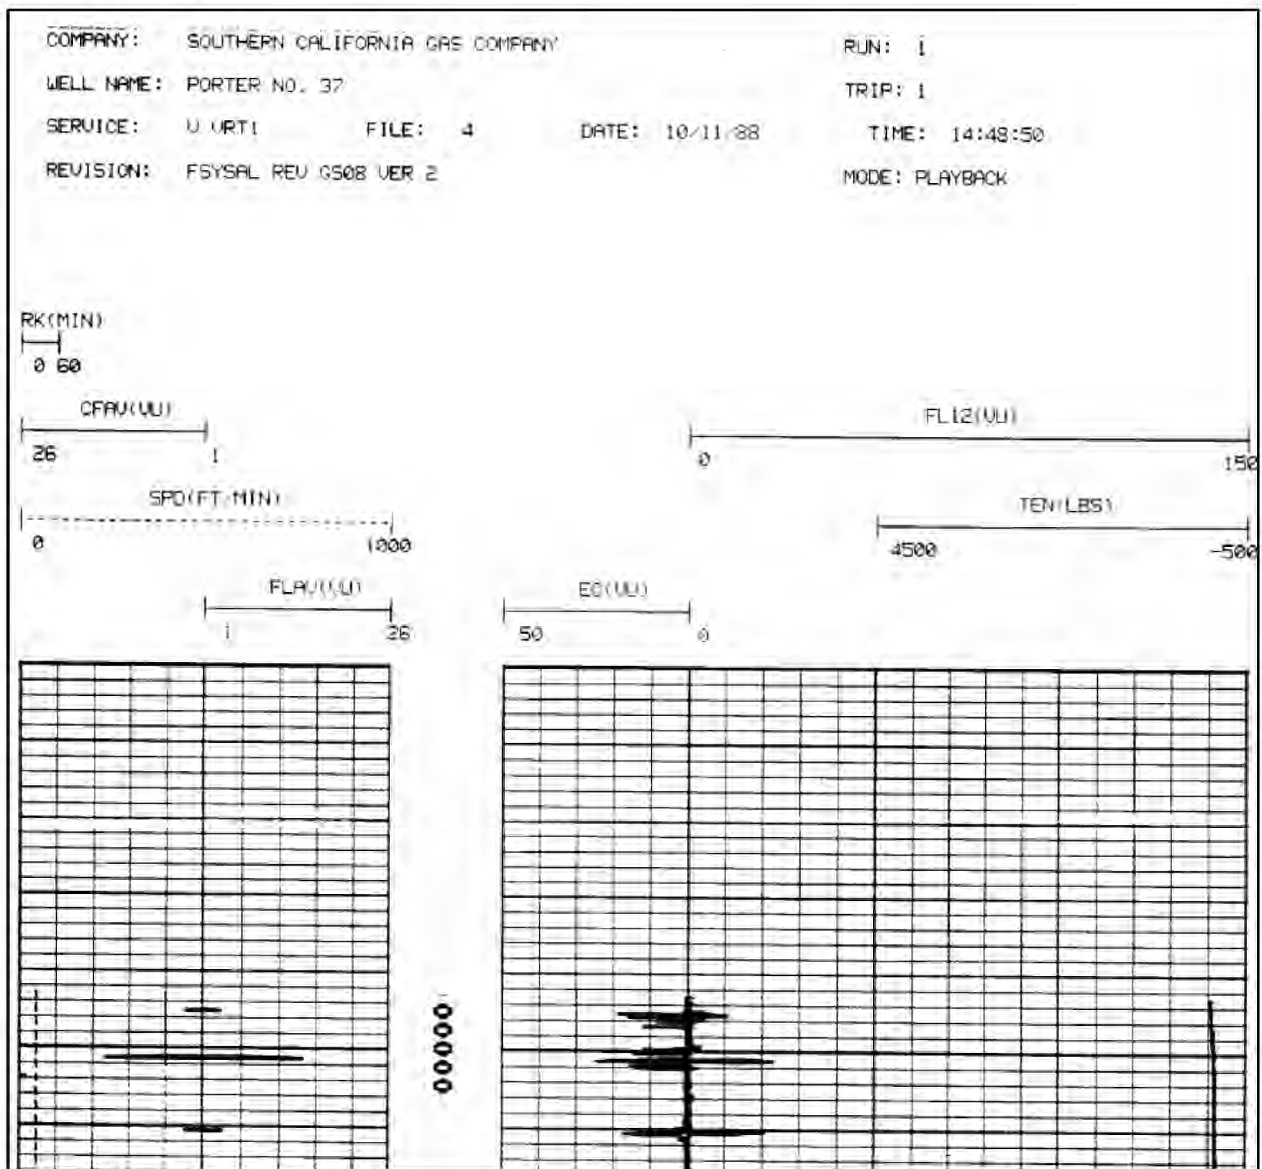 COMPANY: SOUTHERN CALIFORNIA GAS COMPANY RUN: 1
WELL NAME: PORTER NO. 37 TRIP: 1
SERVICE: V VRT1 FILE: 4 DATE: 10/11/88 TIME: 14:48:50
REVISION: FSYSAL REV G508 VER 2 MODE: PLAYBACK
RK(MIN)
0 60
CFAV(VU) FL12(VU)
26 1 0 150
SPD(FT/MIN) TEN(LBS)
0 1000 4500 -500
FLAV(VU) EC(VU)
1 26 50 0
00000